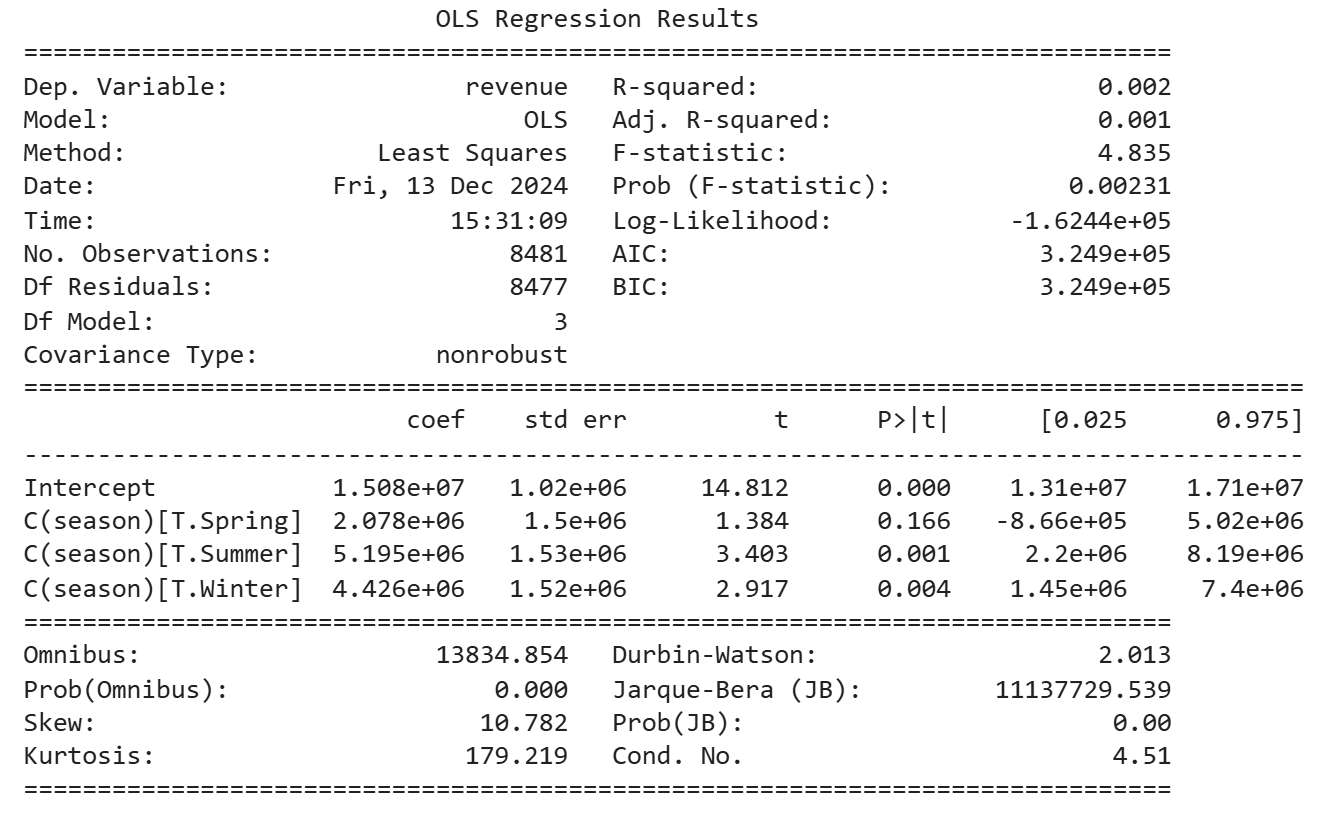 OLS Regression Results
==============================================================================
Dep. Variable:                revenue   R-squared:                       0.002
Model:                            OLS   Adj. R-squared:                  0.001
Method:                 Least Squares   F-statistic:                     4.835
Date:                Fri, 13 Dec 2024   Prob (F-statistic):            0.00231
Time:                        15:31:09   Log-Likelihood:            -1.6244e+05
No. Observations:                8481   AIC:                         3.249e+05
Df Residuals:                    8477   BIC:                         3.249e+05
Df Model:                           3
Covariance Type:            nonrobust
=======================================================================================
                          coef    std err          t      P>|t|      [0.025      0.975]
---------------------------------------------------------------------------------------
Intercept            1.508e+07   1.02e+06     14.812      0.000    1.31e+07    1.71e+07
C(season)[T.Spring]  2.078e+06    1.5e+06      1.384      0.166   -8.66e+05    5.02e+06
C(season)[T.Summer]  5.195e+06   1.53e+06      3.403      0.001     2.2e+06    8.19e+06
C(season)[T.Winter]  4.426e+06   1.52e+06      2.917      0.004    1.45e+06     7.4e+06
==============================================================================
Omnibus:                    13834.854   Durbin-Watson:                   2.013
Prob(Omnibus):                  0.000   Jarque-Bera (JB):         11137729.539
Skew:                          10.782   Prob(JB):                         0.00
Kurtosis:                     179.219   Cond. No.                         4.51
==============================================================================